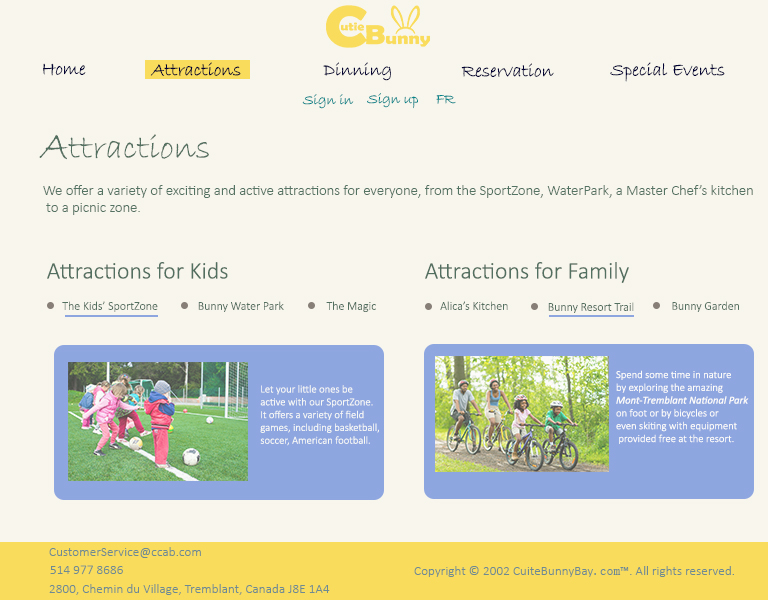 Cutie Bunny
Home Attractions Dinning Reservation Special Events
Sign in Sign up FR
Attractions
We offer a variety of exciting and active attractions for everyone, from the SportZone, WaterPark, a Master Chef's kitchen
to a picnic zone.
Attractions for Kids
The Kids' SportZone Bunny Water Park The Magic
Let your little ones be
active with our SportZone.
It offers a variety of field
games, including basketball,
soccer, American football.
Attractions for Family
Alica's Kitchen Bunny Resort Trail Bunny Garden
Spend some time in nature
by exploring the amazing
Mont-Tremblant National Park
on foot or by bicycles or
even skiting with equipment
provided free at the resort.
CustomerService@ccab.com
514 977 8686
2800, Chemin du Village, Tremblant, Canada J8E 1A4
Copyright © 2002 CuiteBunnyBay. com™. All rights reserved.